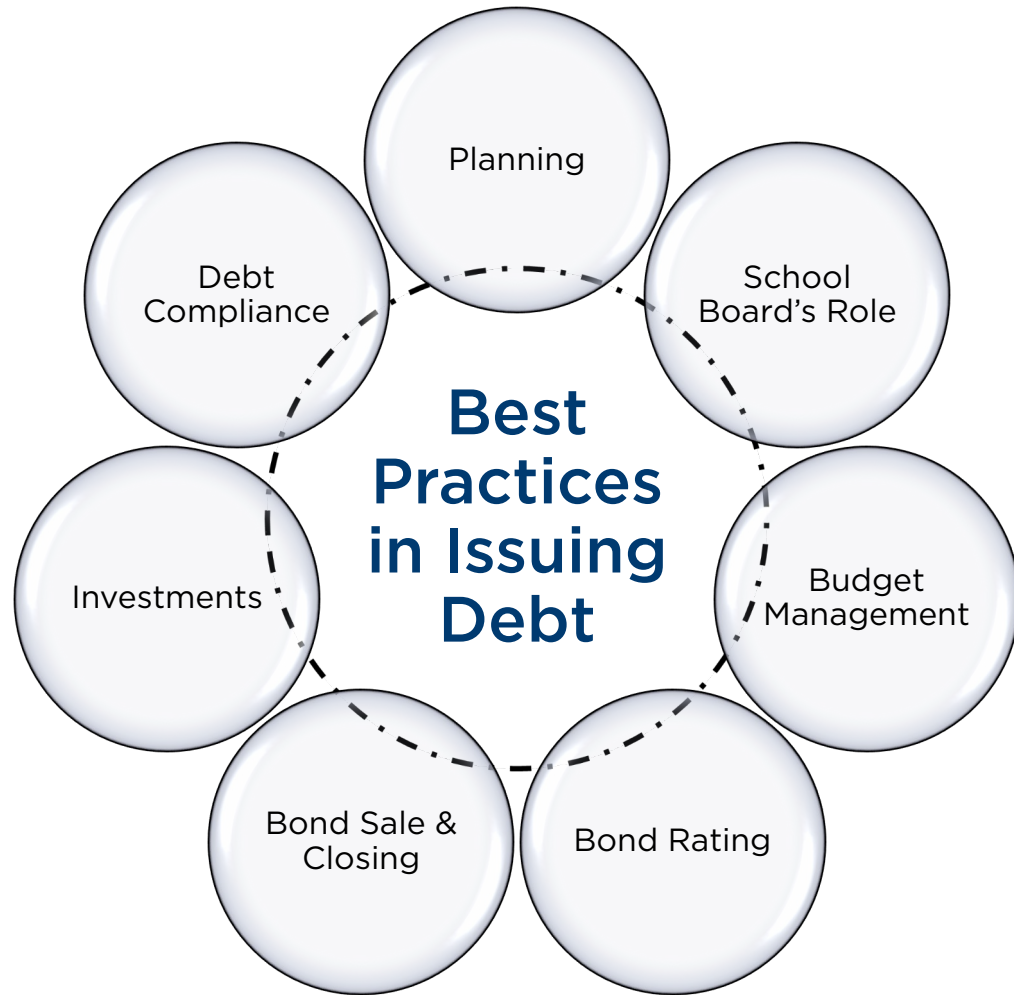 Planning
School
Board’s Role
Budget
Management
Bond Rating
Bond Sale &
Closing
Investments
Debt
Compliance
Best
Practices
in Issuing
Debt